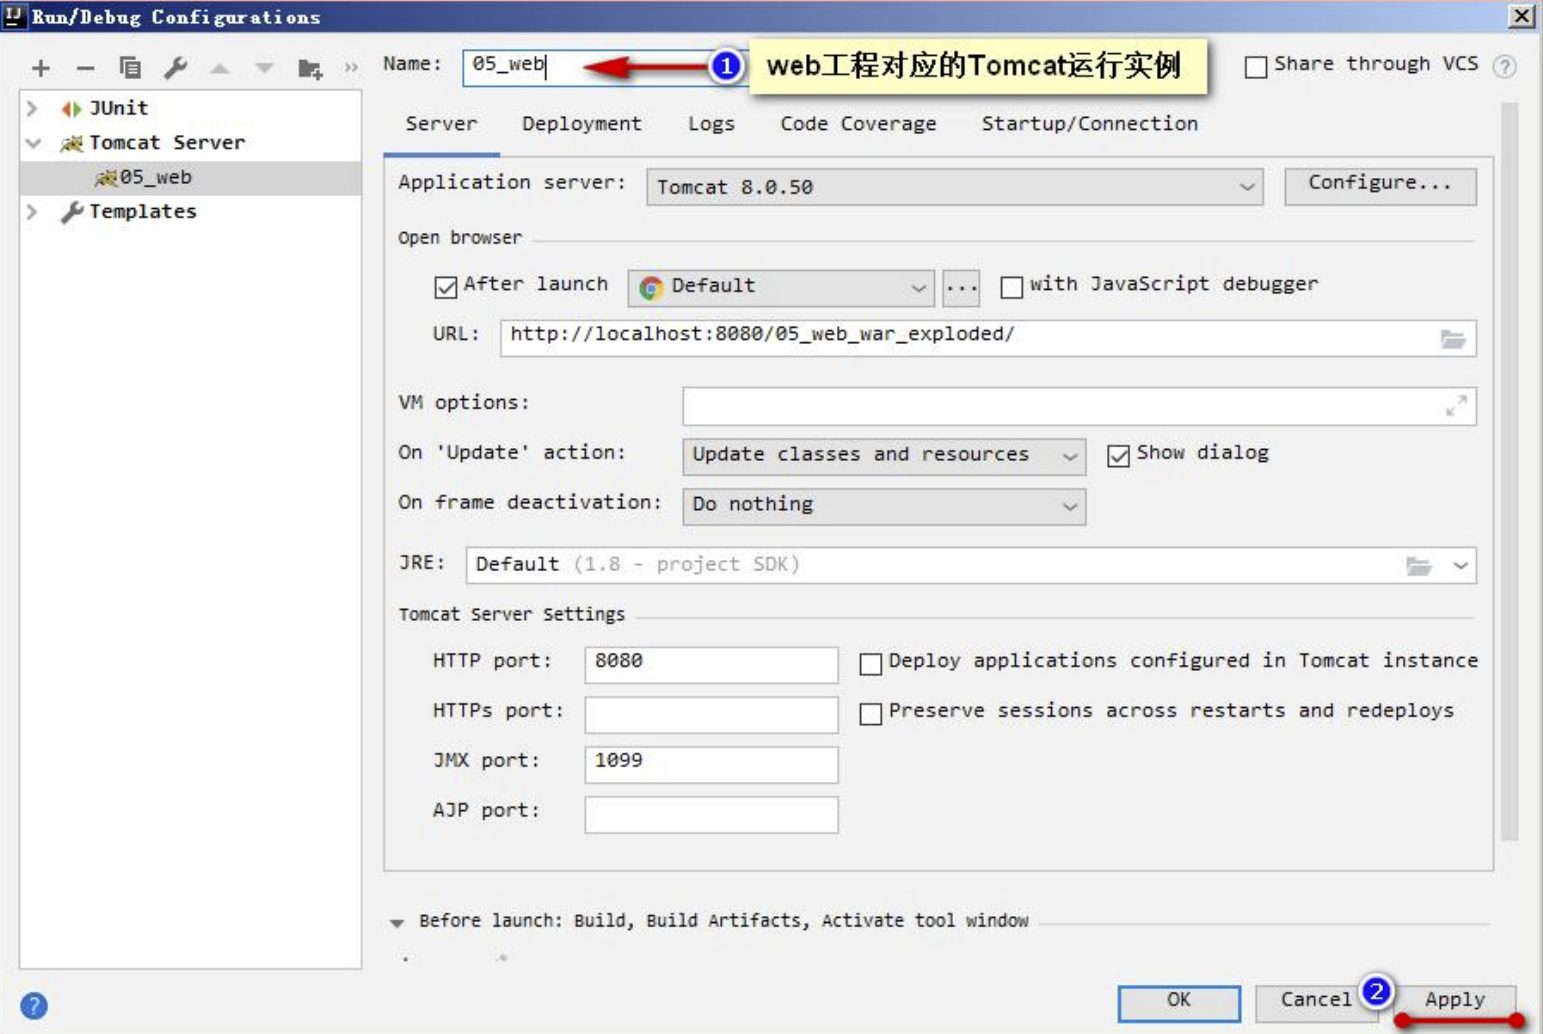 Run/Debug Configurations
Name: 05_web
1 web工程对应的Tomcat运行实例
Share through VCS ?
JUnit
Tomcat Server
05_web
Templates
Server Deployment Logs Code Coverage Startup/Connection
Application server: Tomcat 8.0.50 Configure...
Open browser
After launch Default ... with JavaScript debugger
URL: http://localhost:8080/05_web_war_exploded/
VM options:
On 'Update' action: Update classes and resources Show dialog
On frame deactivation: Do nothing
JRE: Default (1.8 - project SDK)
Tomcat Server Settings
HTTP port: 8080 Deploy applications configured in Tomcat instance
HTTPs port: Preserve sessions across restarts and redeploys
JMX port: 1099
AJP port:
Before launch: Build, Build Artifacts, Activate tool window
? OK Cancel 2 Apply